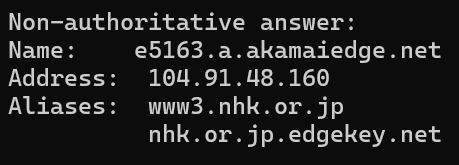 Non-authoritative answer:
Name:    e5163.a.akamaiedge.net
Address:  104.91.48.160
Aliases:  www3.nhk.or.jp
          nhk.or.jp.edgekey.net